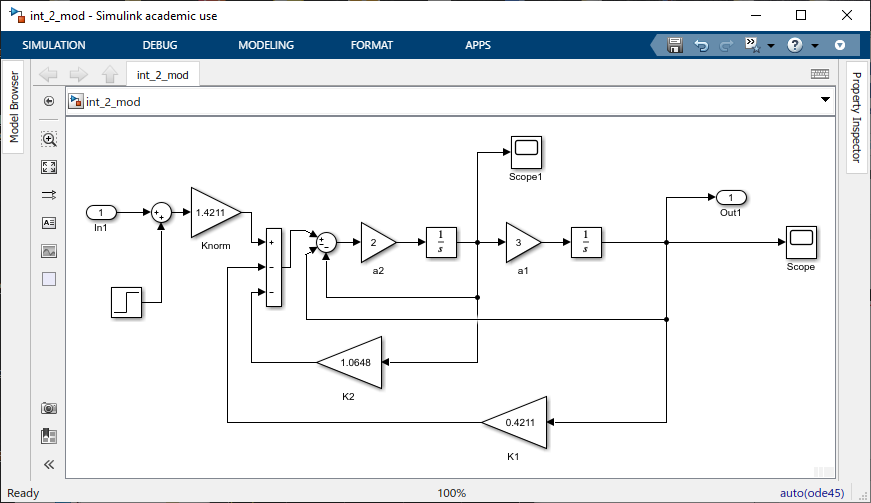 int_2_mod - Simulink academic use
SIMULATION DEBUG MODELING FORMAT APPS
Model Browser
int_2_mod
Property Inspector
int_2_mod
Scope1
1
In1
+
+
1.4211
Knorm
+
−
−
+
−
−
2
a2
1
s
3
a1
1
s
1
Out1
Scope
1.0648
K2
0.4211
K1
Ready 100% auto(ode45)